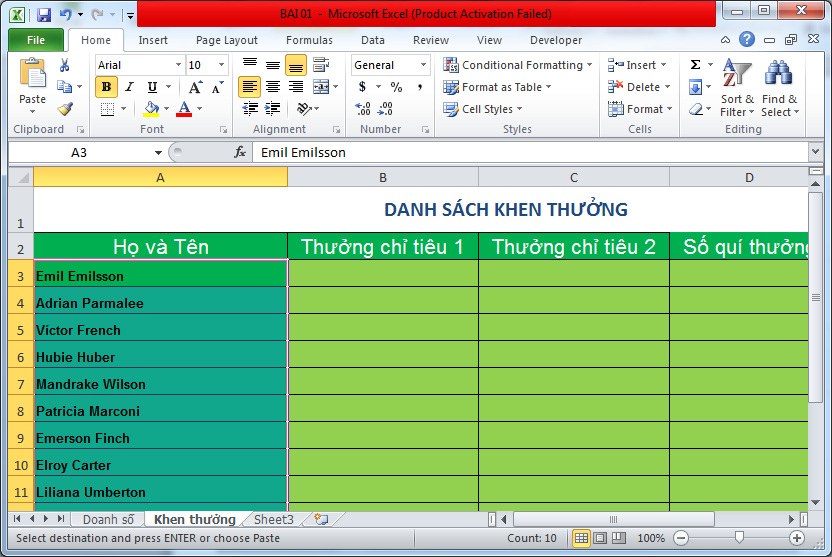 BAI 01 - Microsoft Excel (Product Activation Failed)
File Home Insert Page Layout Formulas Data Review View Developer
Paste Arial 10 General Conditional Formatting Insert Σ
B I U A A $ % , Format as Table Delete Sort & Find &
A Cell Styles Format Filter Select
Clipboard Font Alignment Number Styles Cells Editing
A3 fx Emil Emilsson
A B C D
1 DANH SÁCH KHEN THƯỞNG
2 Họ và Tên Thưởng chỉ tiêu 1 Thưởng chỉ tiêu 2 Số quí thưởng
3 Emil Emilsson
4 Adrian Parmalee
5 Victor French
6 Hubie Huber
7 Mandrake Wilson
8 Patricia Marconi
9 Emerson Finch
10 Elroy Carter
11 Liliana Umberton
Doanh số Khen thưởng Sheet3
Select destination and press ENTER or choose Paste Count: 10 100%